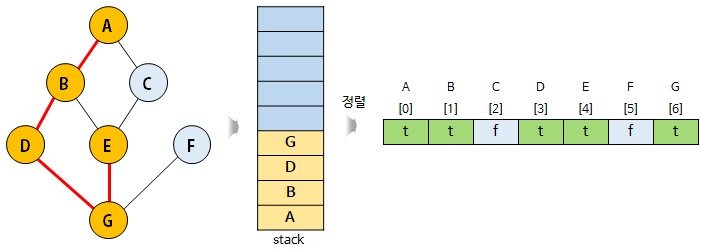 A
B
C
D
E
F
G
G
D
B
A
stack
정렬
A B C D E F G
[0] [1] [2] [3] [4] [5] [6]
t t f t t f t